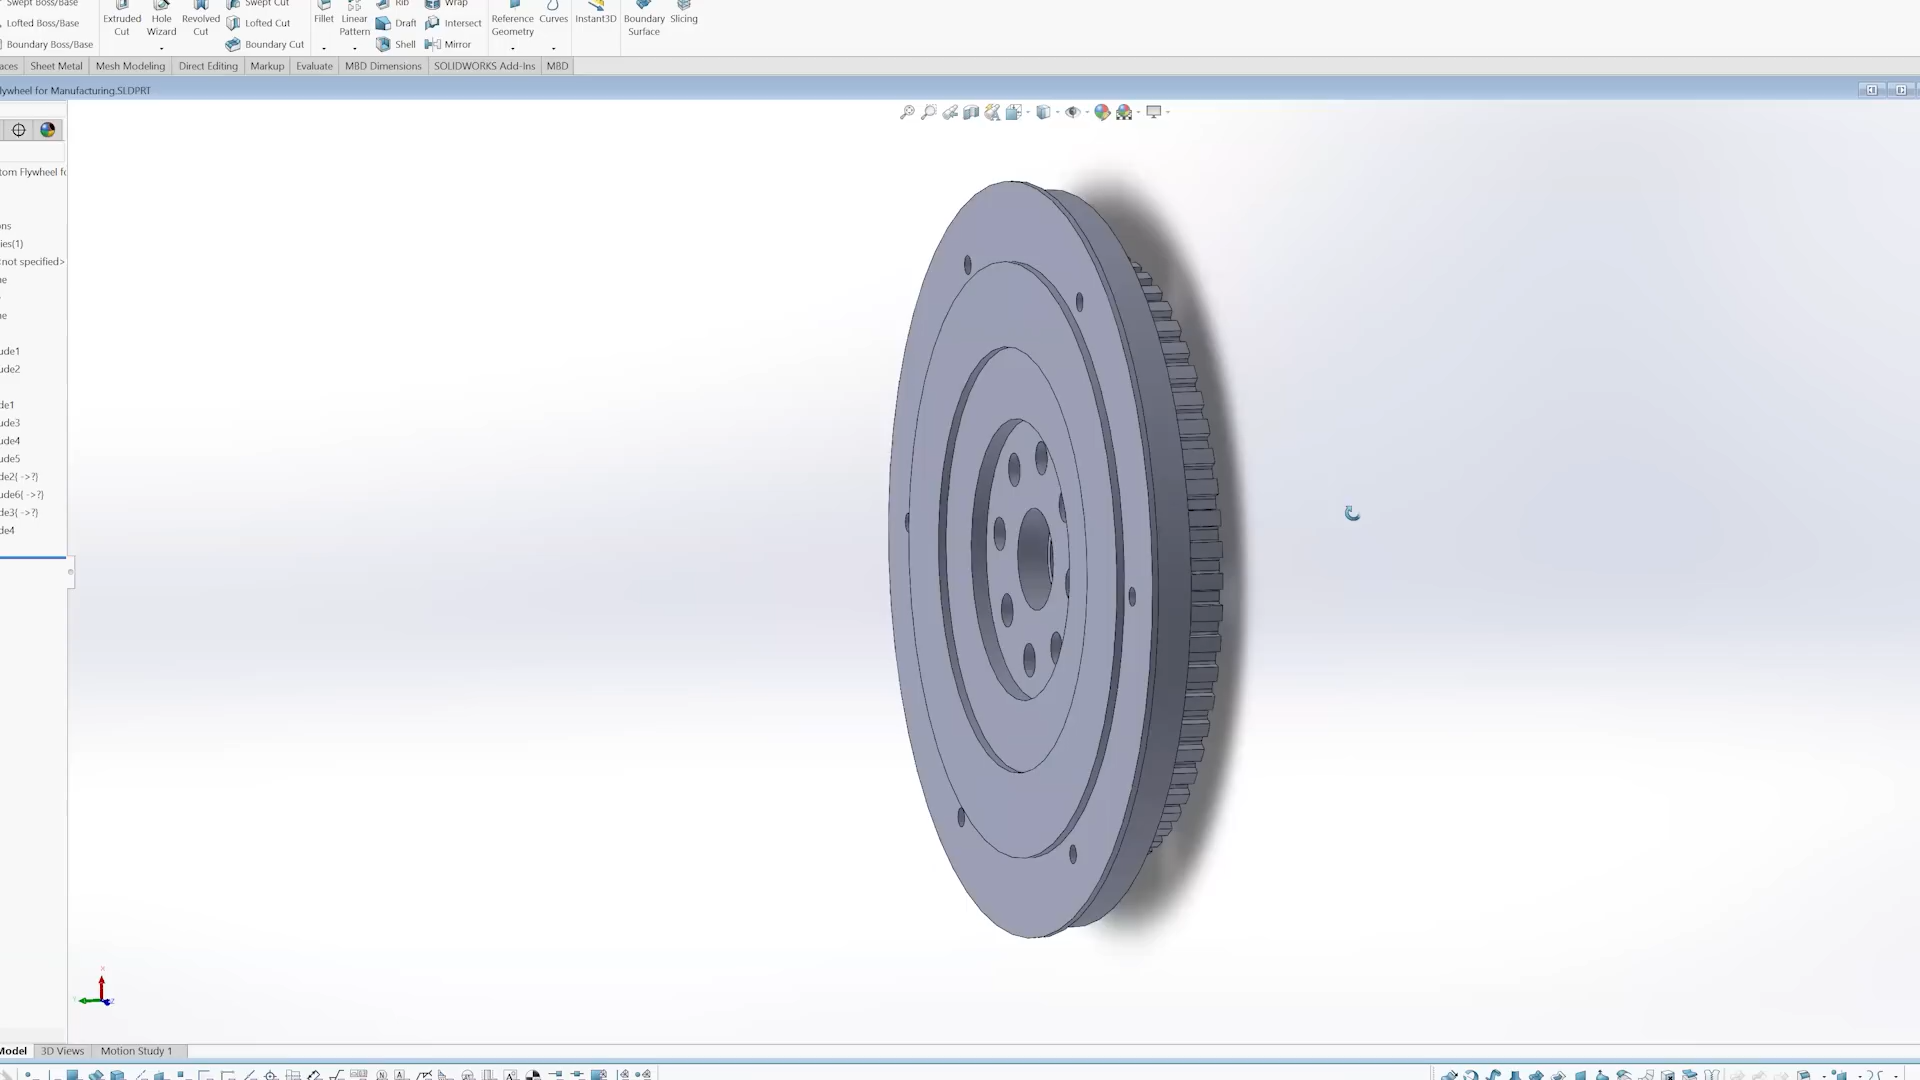 Swept Boss/Base Rib Wrap Swept Cut
Lofted Boss/Base
Boundary Boss/Base
Extruded Cut
Hole Wizard
Revolved Cut
Lofted Cut
Boundary Cut
Fillet
Linear Pattern
Draft
Shell
Intersect
Mirror
Reference Geometry
Curves
Instant3D
Boundary Surface
Slicing
aces Sheet Metal Mesh Modeling Direct Editing Markup Evaluate MBD Dimensions SOLIDWORKS Add-Ins MBD
lywheel for Manufacturing.SLDPRT
tom Flywheel fo
ons
ies(1)
<not specified>
ne
ne
ude1
ude2
de1
ude3
ude4
ude5
de2{ ->?}
ude6{ ->?}
de3{ ->?}
de4
Model 3D Views Motion Study 1